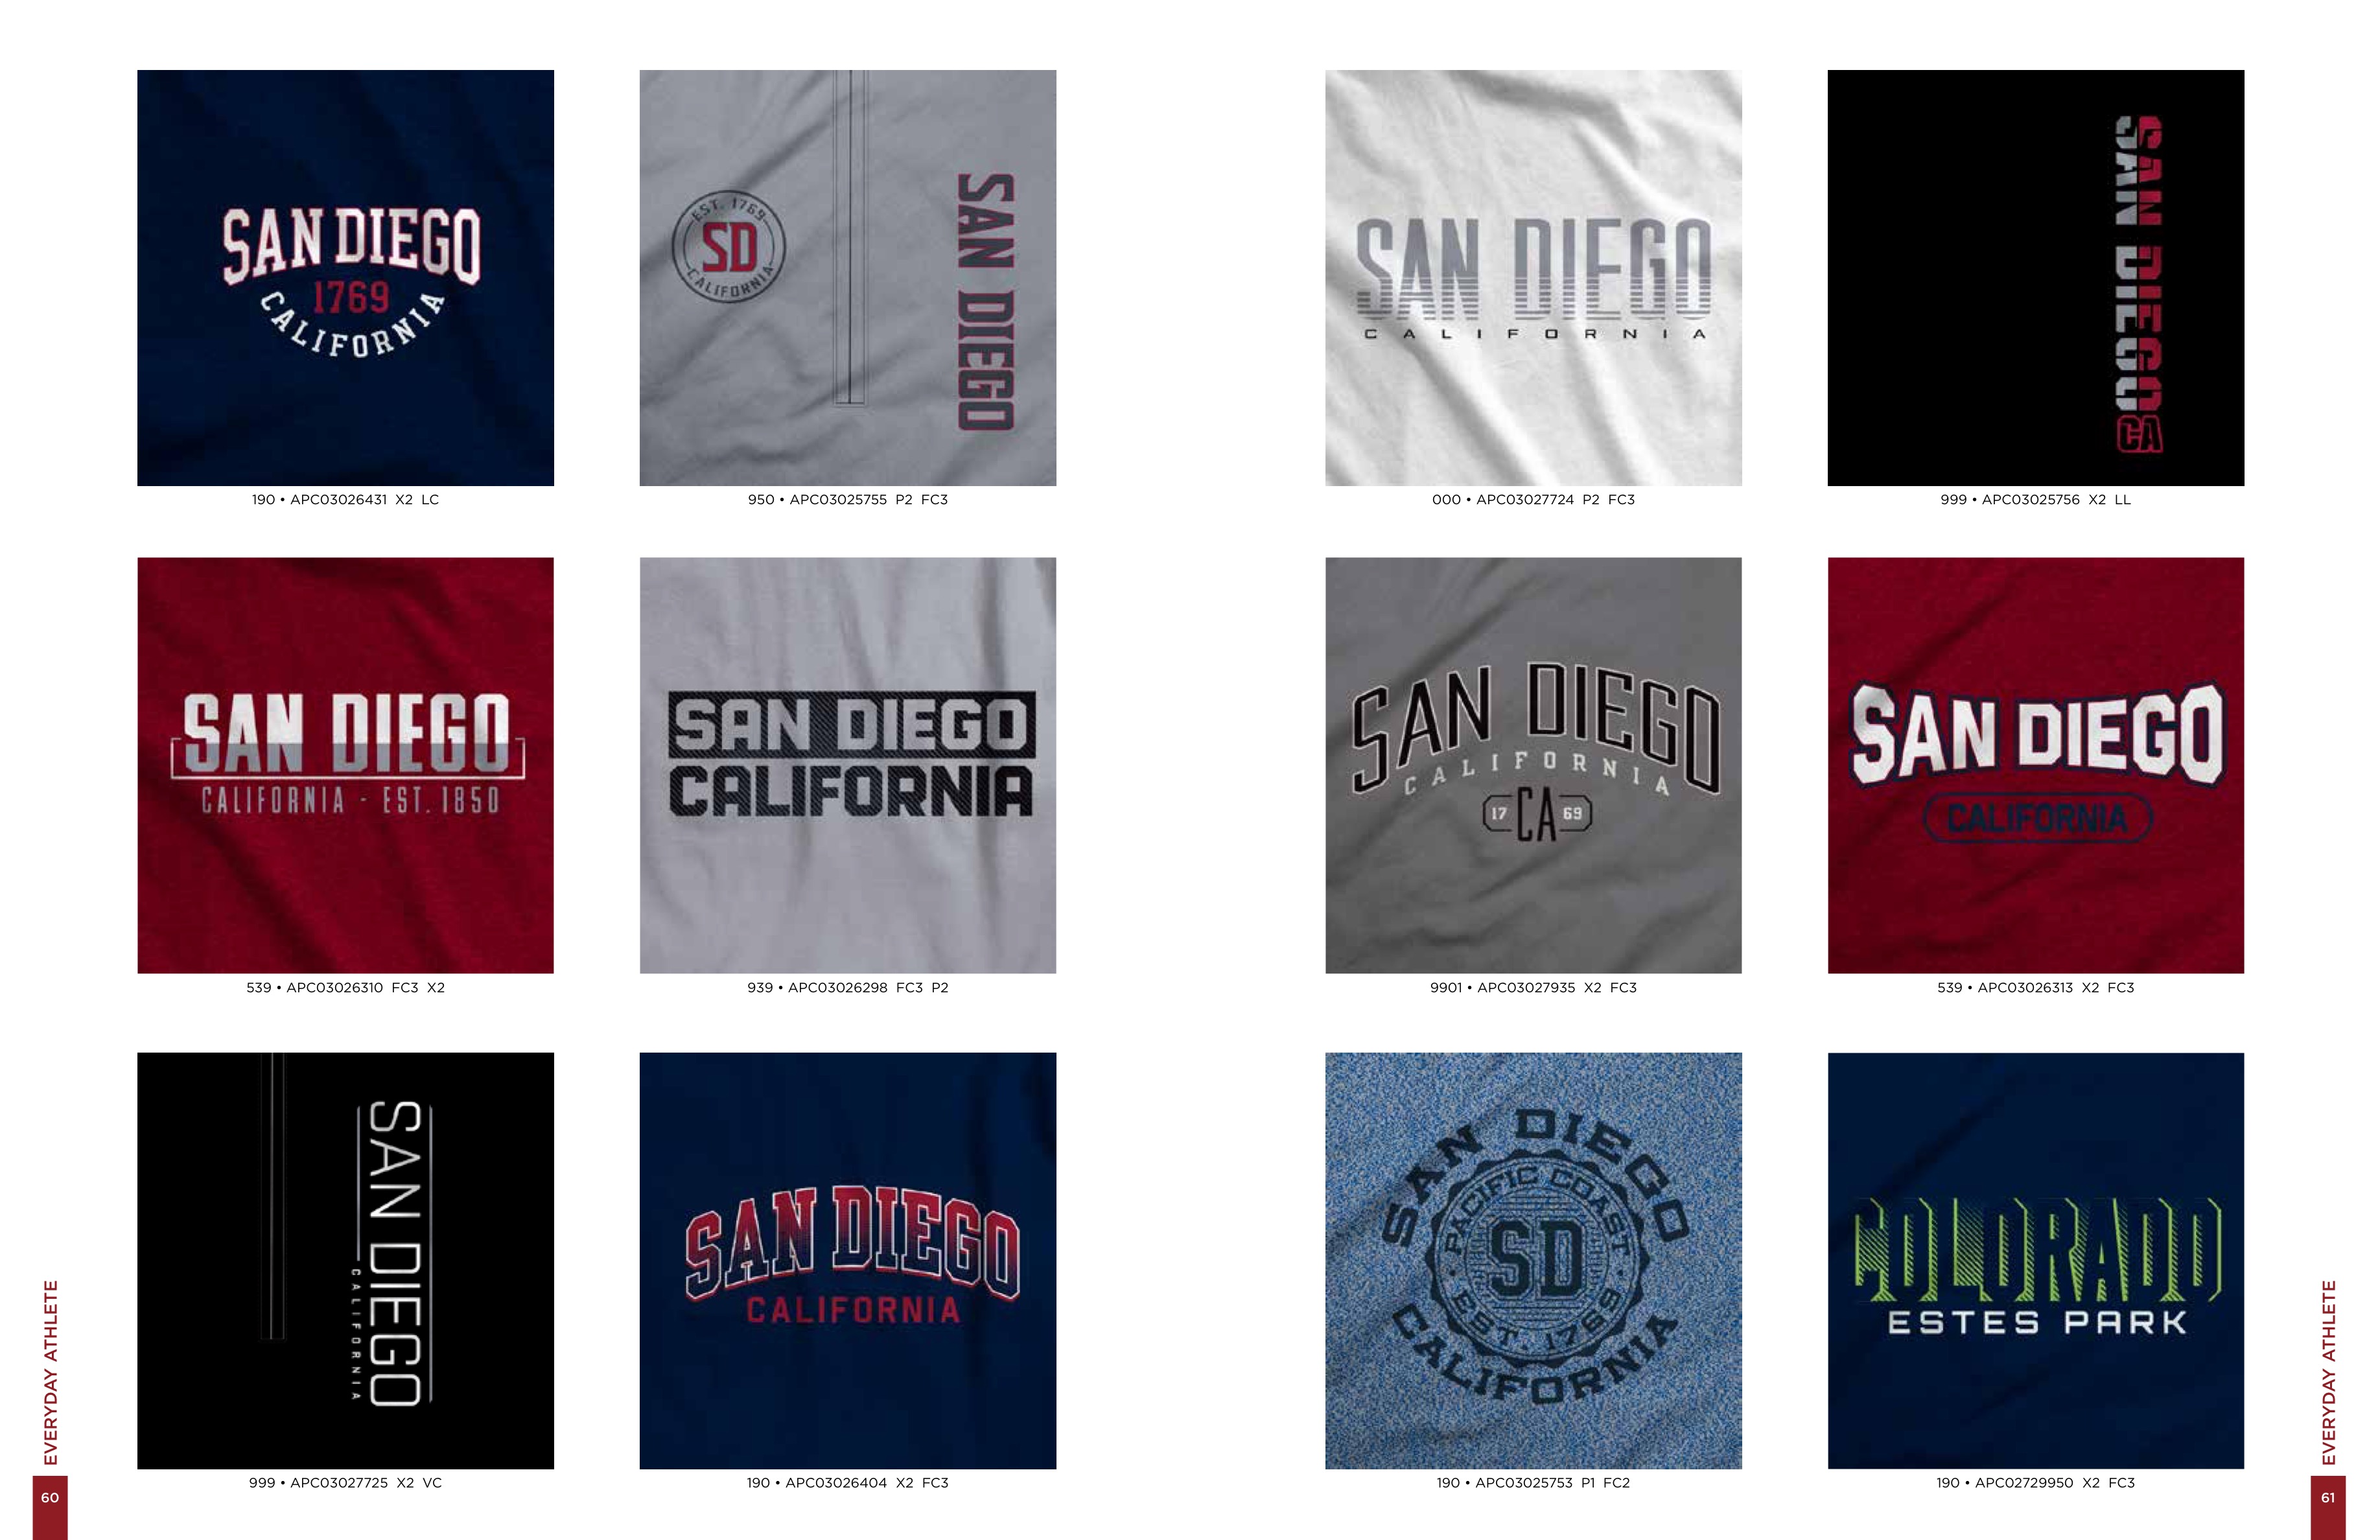 SAN DIEGO
1769
CALIFORNIA
190 • APC03026431 X2 LC
EST. 1769
SD
CALIFORNIA
SAN DIEGO
950 • APC03025755 P2 FC3
SAN DIEGO
CALIFORNIA
000 • APC03027724 P2 FC3
SAN DIEGO CA
999 • APC03025756 X2 LL
SAN DIEGO
CALIFORNIA - EST. 1850
539 • APC03026310 FC3 X2
SAN DIEGO
CALIFORNIA
939 • APC03026298 FC3 P2
SAN DIEGO
CALIFORNIA
17 CA 69
9901 • APC03027935 X2 FC3
SAN DIEGO
CALIFORNIA
539 • APC03026313 X2 FC3
SAN DIEGO
CALIFORNIA
999 • APC03027725 X2 VC
SAN DIEGO
CALIFORNIA
190 • APC03026404 X2 FC3
SAN DIEGO
PACIFIC COAST
SD
EST. 1769
CALIFORNIA
190 • APC03025753 P1 FC2
COLORADO
ESTES PARK
190 • APC02729950 X2 FC3
EVERYDAY ATHLETE
60
EVERYDAY ATHLETE
61